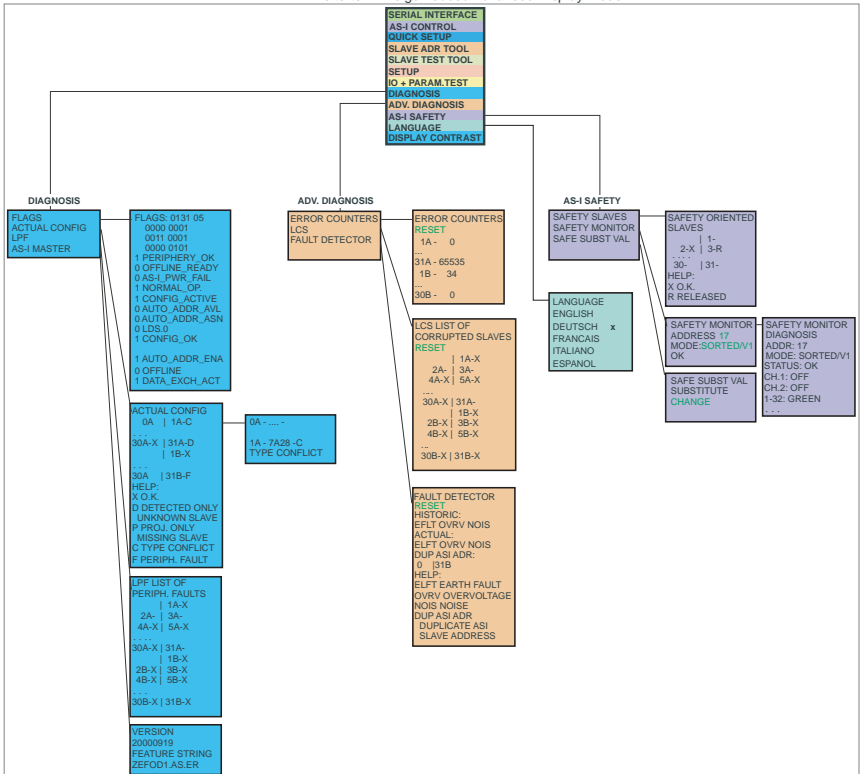 SERIAL INTERFACE
AS-I CONTROL
QUICK SETUP
SLAVE ADR TOOL
SLAVE TEST TOOL
SETUP
IO + PARAM.TEST
DIAGNOSIS
ADV. DIAGNOSIS
AS-I SAFETY
LANGUAGE
DISPLAY CONTRAST
DIAGNOSIS
FLAGS
ACTUAL CONFIG
LPF
AS-I MASTER
FLAGS: 0131 05
0000 0001
0011 0001
0000 0101
1 PERIPHERY_OK
0 OFFLINE_READY
0 AS-I_PWR_FAIL
1 NORMAL_OP.
1 CONFIG_ACTIVE
0 AUTO_ADDR_AVL
0 AUTO_ADDR_ASN
0 LDS.0
1 CONFIG_OK
1 AUTO_ADDR_ENA
0 OFFLINE
1 DATA_EXCH_ACT
ACTUAL CONFIG
0A | 1A-C
. . .
30A-X | 31A-D
| 1B-X
. . .
30A |31B-F
HELP:
X O.K.
D DETECTED ONLY
UNKNOWN SLAVE
P PROJ. ONLY
MISSING SLAVE
C TYPE CONFLICT
F PERIPH. FAULT
0A - .... -
1A - 7A28 -C
TYPE CONFLICT
LPF LIST OF
PERIPH. FAULTS
| 1A-X
2A- | 3A-
4A-X | 5A-X
. . . .
30A-X | 31A-
| 1B-X
2B-X | 3B-X
4B-X | 5B-X
. . .
30B-X | 31B-X
VERSION
20000919
FEATURE STRING
ZEFOD1.AS.ER
ADV. DIAGNOSIS
ERROR COUNTERS
LCS
FAULT DETECTOR
ERROR COUNTERS
RESET
1A - 0
...
31A - 65535
1B - 34
...
30B - 0
LCS LIST OF
CORRUPTED SLAVES
RESET
| 1A-X
2A- | 3A-
4A-X | 5A-X
....
30A-X | 31A-
| 1B-X
2B-X | 3B-X
4B-X | 5B-X
...
30B-X | 31B-X
FAULT DETECTOR
RESET
HISTORIC:
EFLT OVRV NOIS
ACTUAL:
ELFT OVRV NOIS
DUP ASI ADR:
0 |31B
HELP:
ELFT EARTH FAULT
OVRV OVERVOLTAGE
NOIS NOISE
DUP ASI ADR
DUPLICATE ASI
SLAVE ADDRESS
AS-I SAFETY
SAFETY SLAVES
SAFETY MONITOR
SAFE SUBST VAL
SAFETY ORIENTED
SLAVES
| 1-
2-X | 3-R
. . . .
30- | 31-
HELP:
X O.K.
R RELEASED
LANGUAGE
ENGLISH
DEUTSCH x
FRANCAIS
ITALIANO
ESPANOL
SAFETY MONITOR
ADDRESS 17
MODE:SORTED/V1
OK
SAFETY MONITOR
DIAGNOSIS
ADDR: 17
MODE: SORTED/V1
STATUS: OK
CH.1: OFF
CH.2: OFF
1-32: GREEN
. . .
SAFE SUBST VAL
SUBSTITUTE
CHANGE